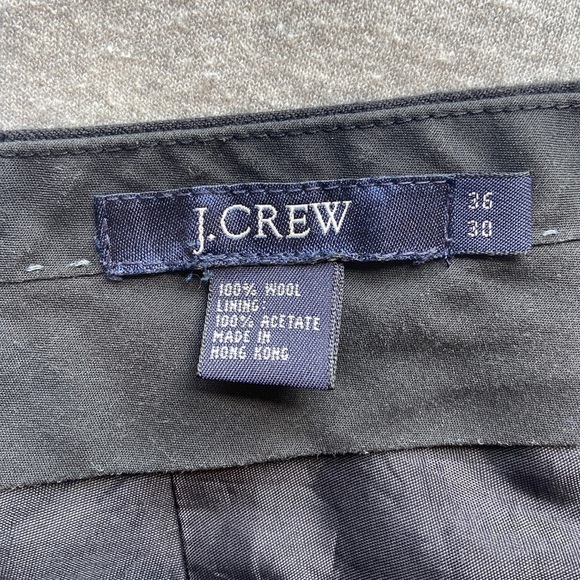 J.CREW
36
30
100% WOOL
LINING:
100% ACETATE
MADE IN
HONG KONG